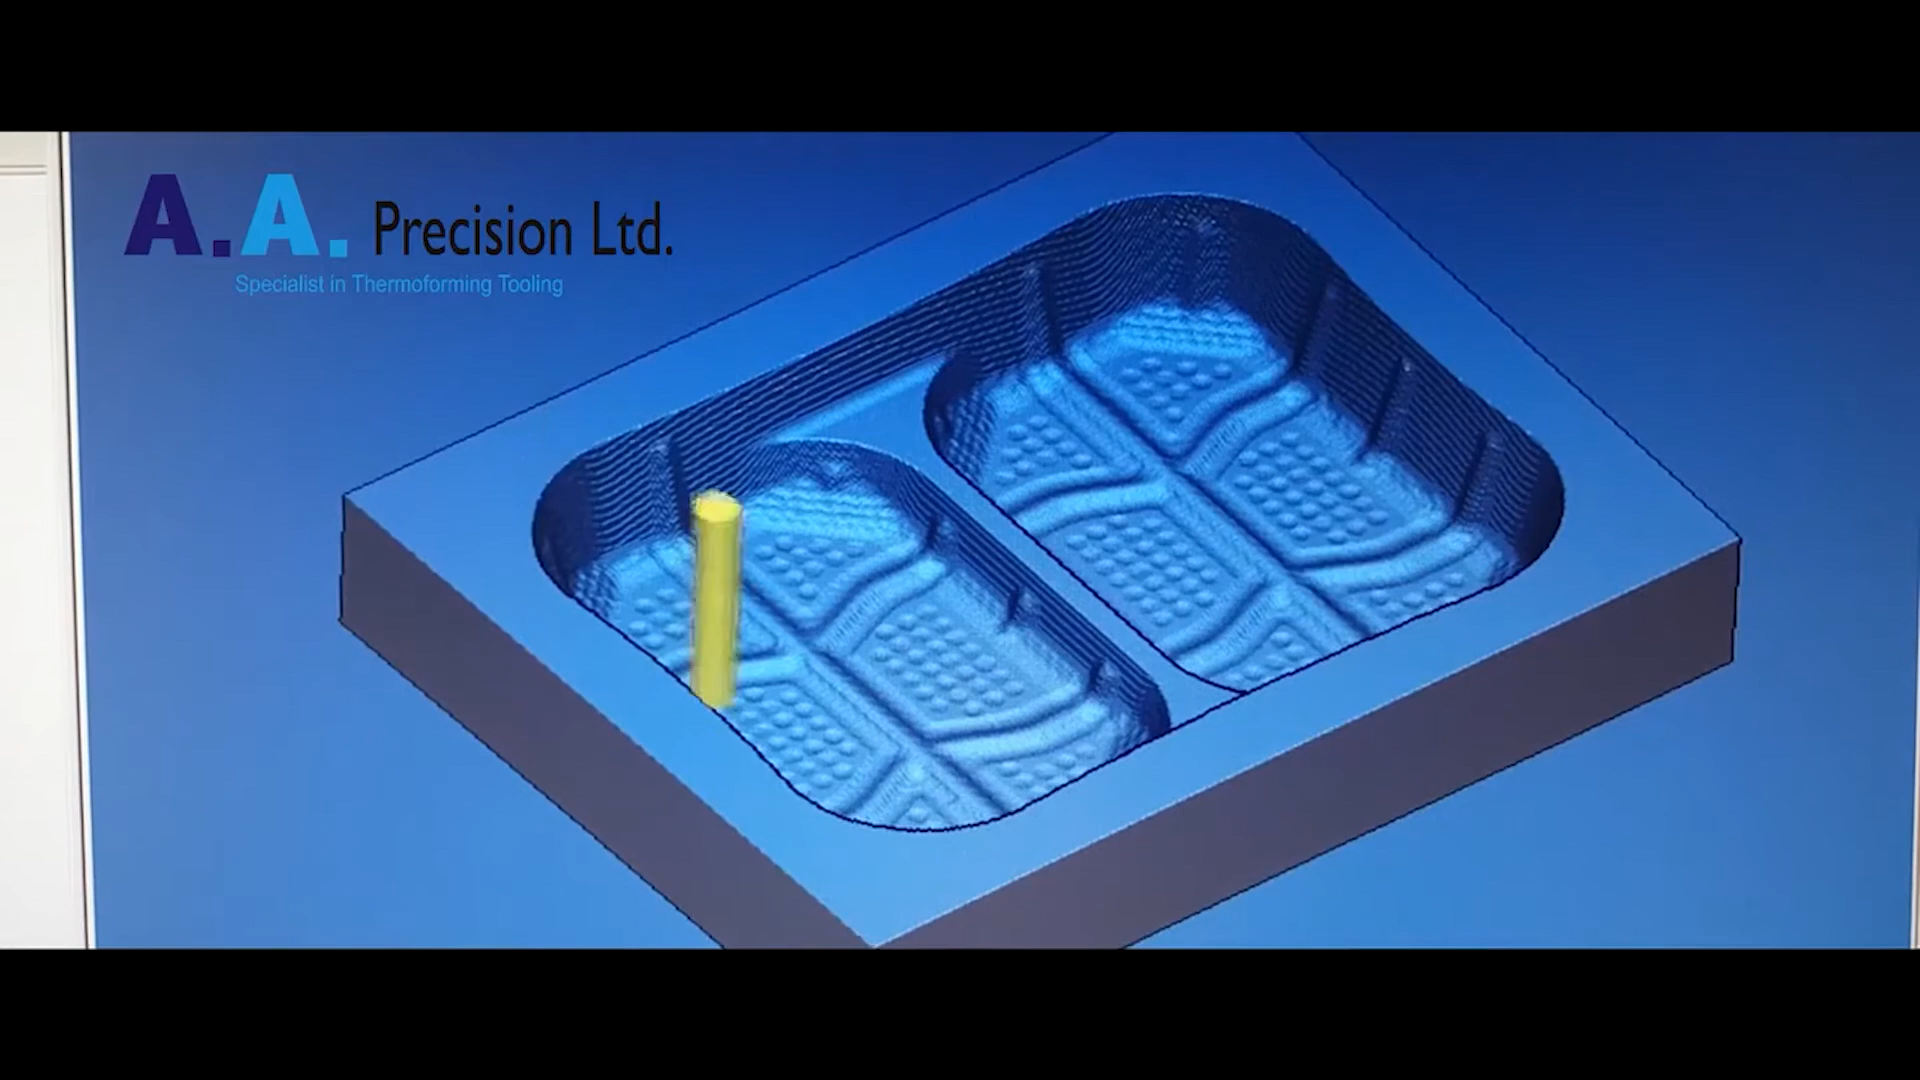 A.A. Precision Ltd.
Specialist in Thermoforming Tooling